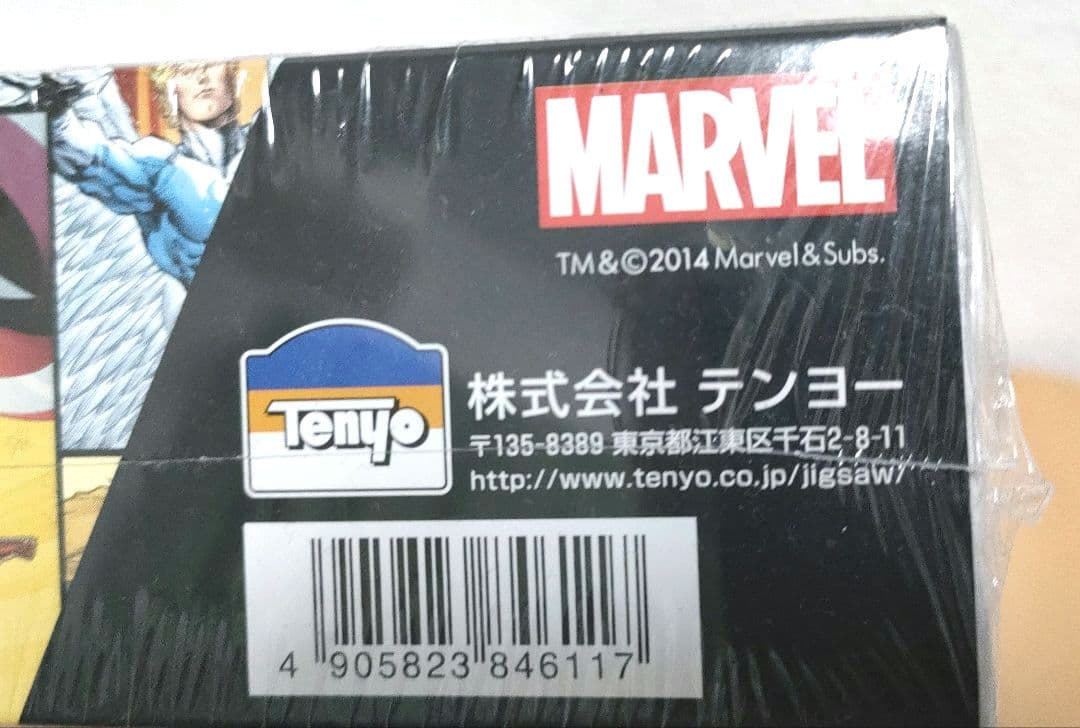 MARVEL
TM&©2014 Marvel&Subs.
Tenyo
株式会社 テンヨー
〒135-8389 東京都江東区千石2-8-11
http://www.tenyo.co.jp/jigsaw/
4 905823 846117